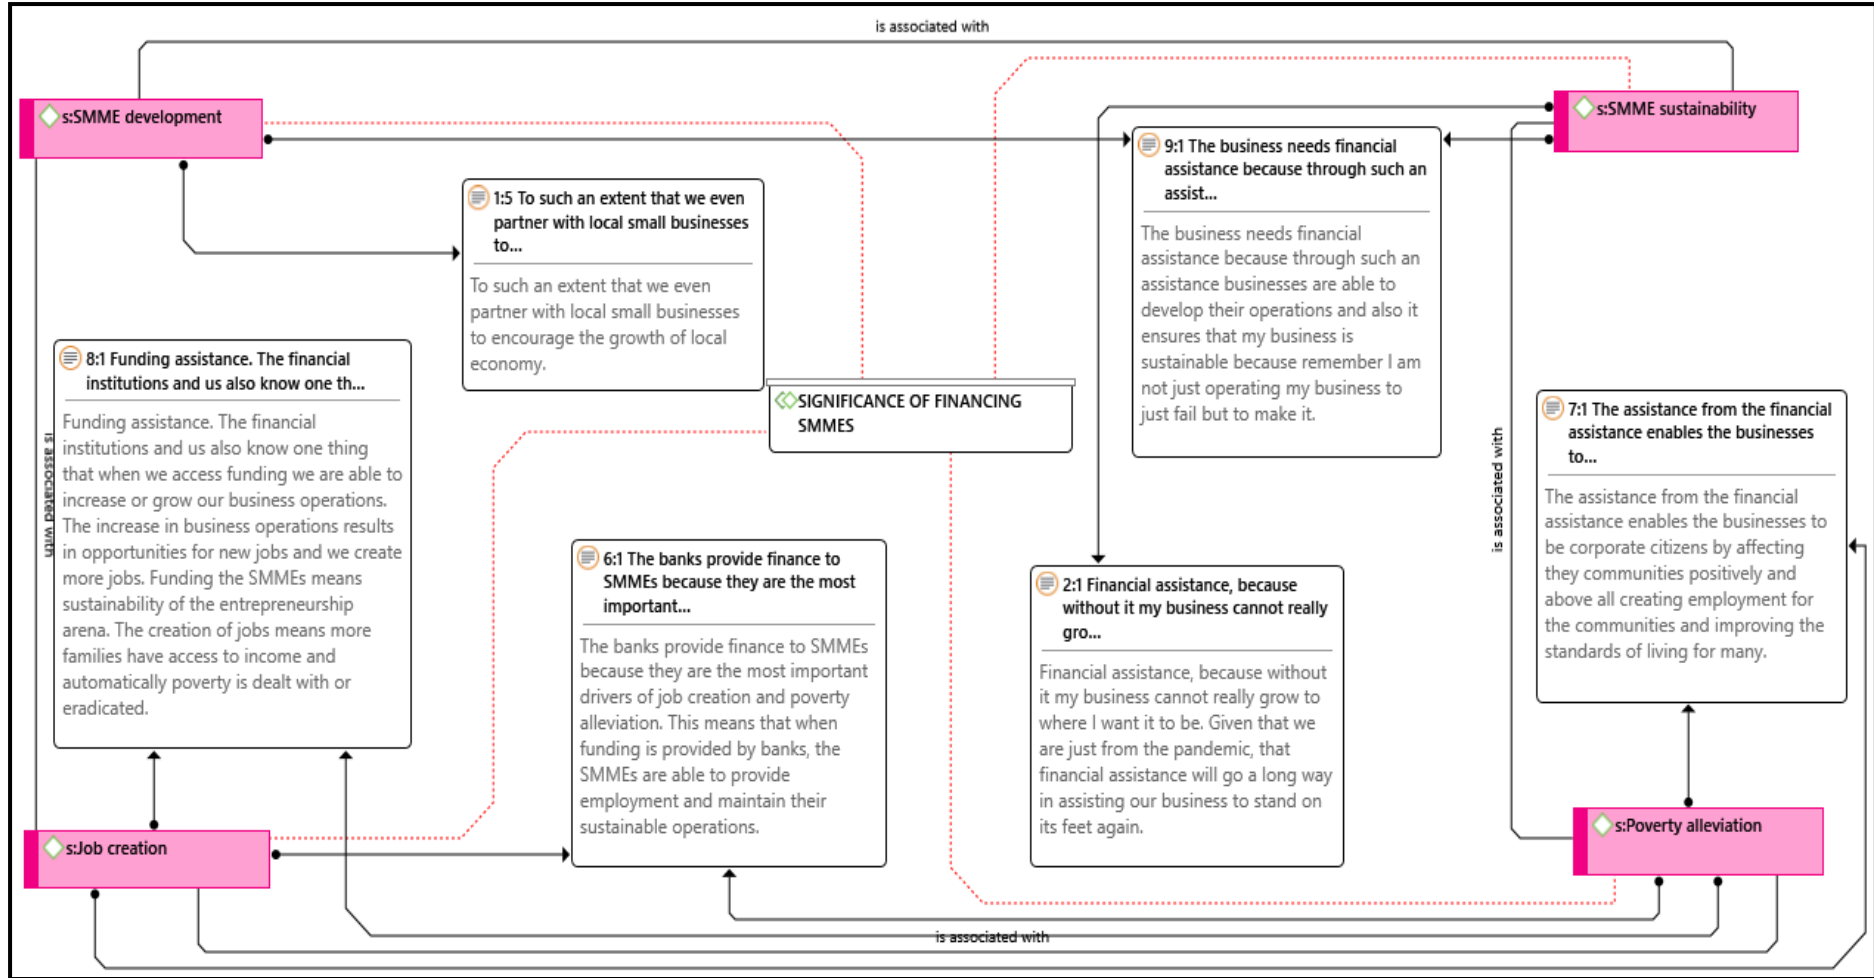 is associated with
s:SMME development
s:SMME sustainability
9:1 The business needs financial
assistance because through such an
assist...
The business needs financial
assistance because through such an
assistance businesses are able to
develop their operations and also it
ensures that my business is
sustainable because remember I am
not just operating my business to
just fail but to make it.
1:5 To such an extent that we even
partner with local small businesses
to...
To such an extent that we even
partner with local small businesses
to encourage the growth of local
economy.
8:1 Funding assistance. The financial
institutions and us also know one th...
Funding assistance. The financial
institutions and us also know one thing
that when we access funding we are able to
increase or grow our business operations.
The increase in business operations results
in opportunities for new jobs and we create
more jobs. Funding the SMMEs means
sustainability of the entrepreneurship
arena. The creation of jobs means more
families have access to income and
automatically poverty is dealt with or
eradicated.
is associated with
SIGNIFICANCE OF FINANCING
SMMES
7:1 The assistance from the financial
assistance enables the businesses
to...
The assistance from the financial
assistance enables the businesses to
be corporate citizens by affecting
they communities positively and
above all creating employment for
the communities and improving the
standards of living for many.
is associated with
6:1 The banks provide finance to
SMMEs because they are the most
important...
The banks provide finance to SMMEs
because they are the most important
drivers of job creation and poverty
alleviation. This means that when
funding is provided by banks, the
SMMEs are able to provide
employment and maintain their
sustainable operations.
2:1 Financial assistance, because
without it my business cannot really
gro...
Financial assistance, because without
it my business cannot really grow to
where I want it to be. Given that we
are just from the pandemic, that
financial assistance will go a long way
in assisting our business to stand on
its feet again.
s:Job creation
s:Poverty alleviation
is associated with